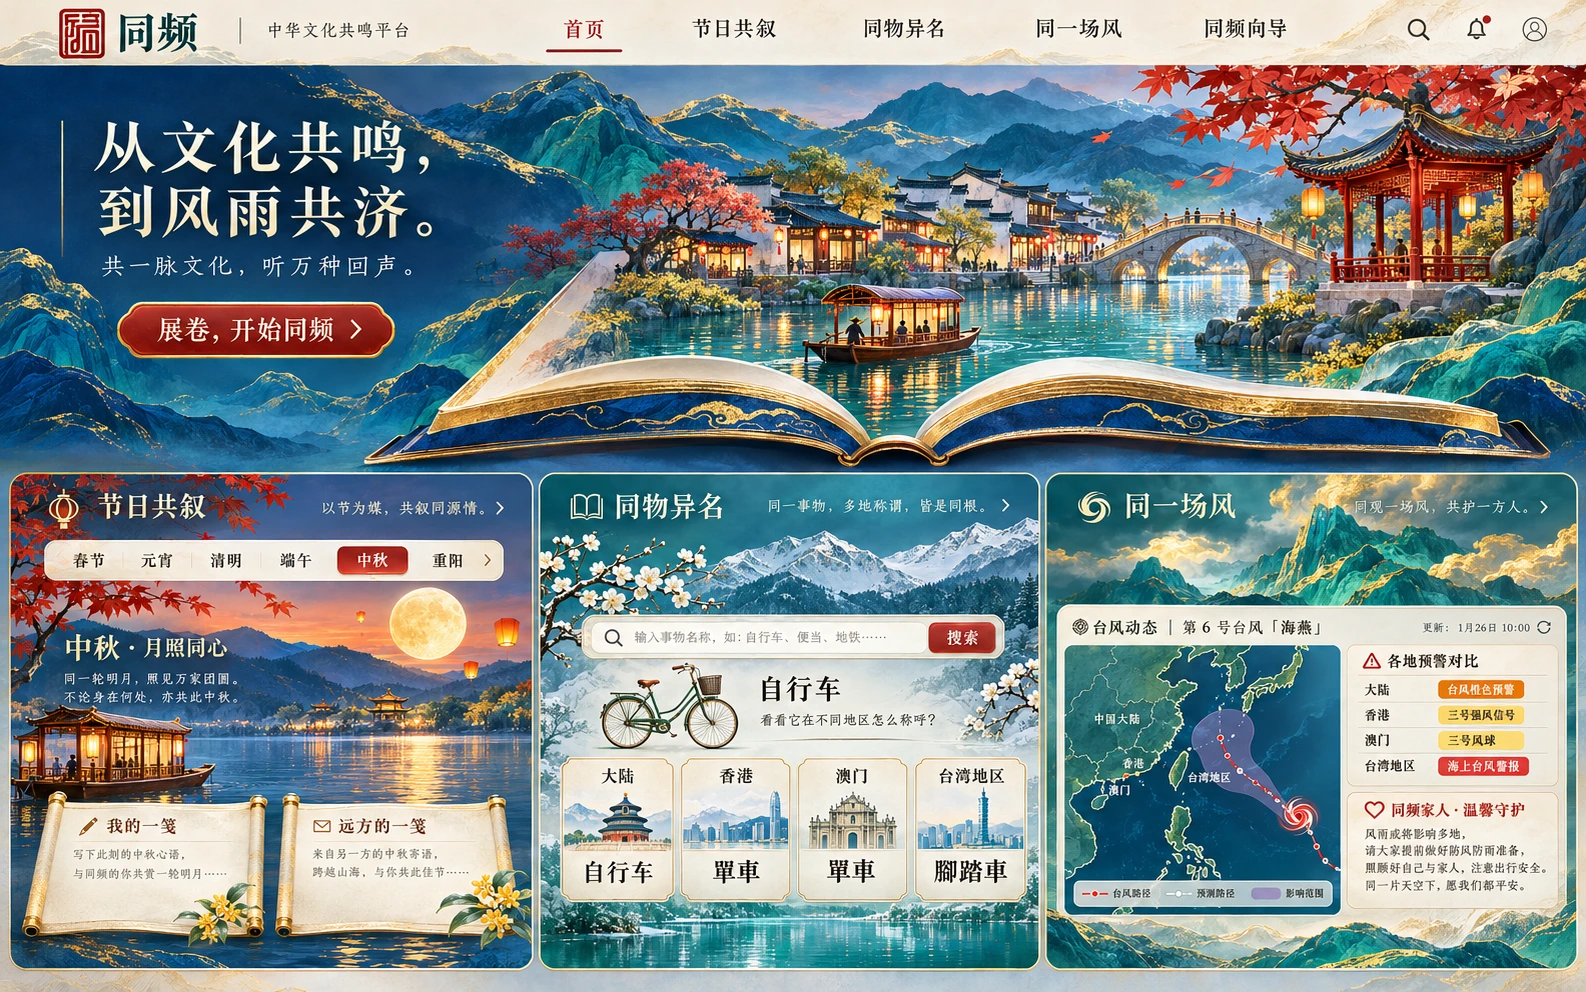 同频
中华文化共鸣平台
首页
节日共叙
同物异名
同一场风
同频向导
从文化共鸣，
到风雨共济。
共一脉文化，听万种回声。
展卷，开始同频
节日共叙
以节为媒，共叙同源情。
春节
元宵
清明
端午
中秋
重阳
中秋·月照同心
同一轮明月，照见万家团圆。
不论身在何处，亦共此中秋。
我的一笺
写下此刻的中秋心语，
与同频的你共赏一轮明月……
远方的一笺
来自另一方的中秋寄语，
跨越山海，与你共此佳节……
同物异名
同一事物，多地称谓，皆是同根。
输入事物名称，如：自行车、便当、地铁……
搜索
自行车
看看它在不同地区怎么称呼？
大陆
自行车
香港
單車
澳门
單車
台湾地区
腳踏車
同一场风
同观一场风，共护一方人。
台风动态｜第 6 号台风「海燕」
更新： 1月26日 10:00
中国大陆
香港
澳门
台湾地区
台风路径
预测路径
影响范围
各地预警对比
大陆 台风橙色预警
香港 三号强风信号
澳门 三号风球
台湾地区 海上台风警报
同频家人·温馨守护
风雨或将影响多地，
请大家提前做好防风防雨准备，
照顾好自己与家人，注意出行安全。
同一片天空下，愿我们都平安。